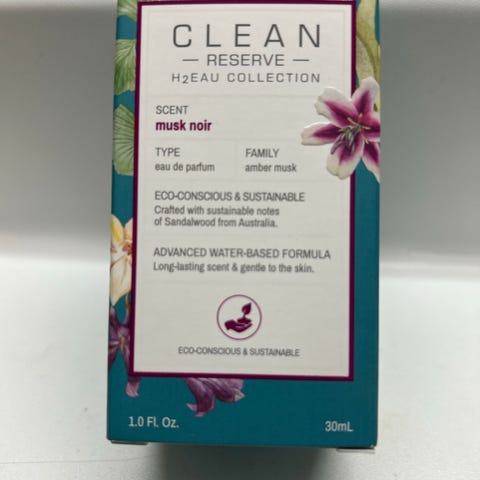 CLEAN
RESERVE
H2EAU COLLECTION
SCENT
musk noir
TYPE
eau de parfum
FAMILY
amber musk
ECO-CONSCIOUS & SUSTAINABLE
Crafted with sustainable notes
of Sandalwood from Australia.
ADVANCED WATER-BASED FORMULA
Long-lasting scent & gentle to the skin.
ECO-CONSCIOUS & SUSTAINABLE
1.0 Fl. Oz.
30mL